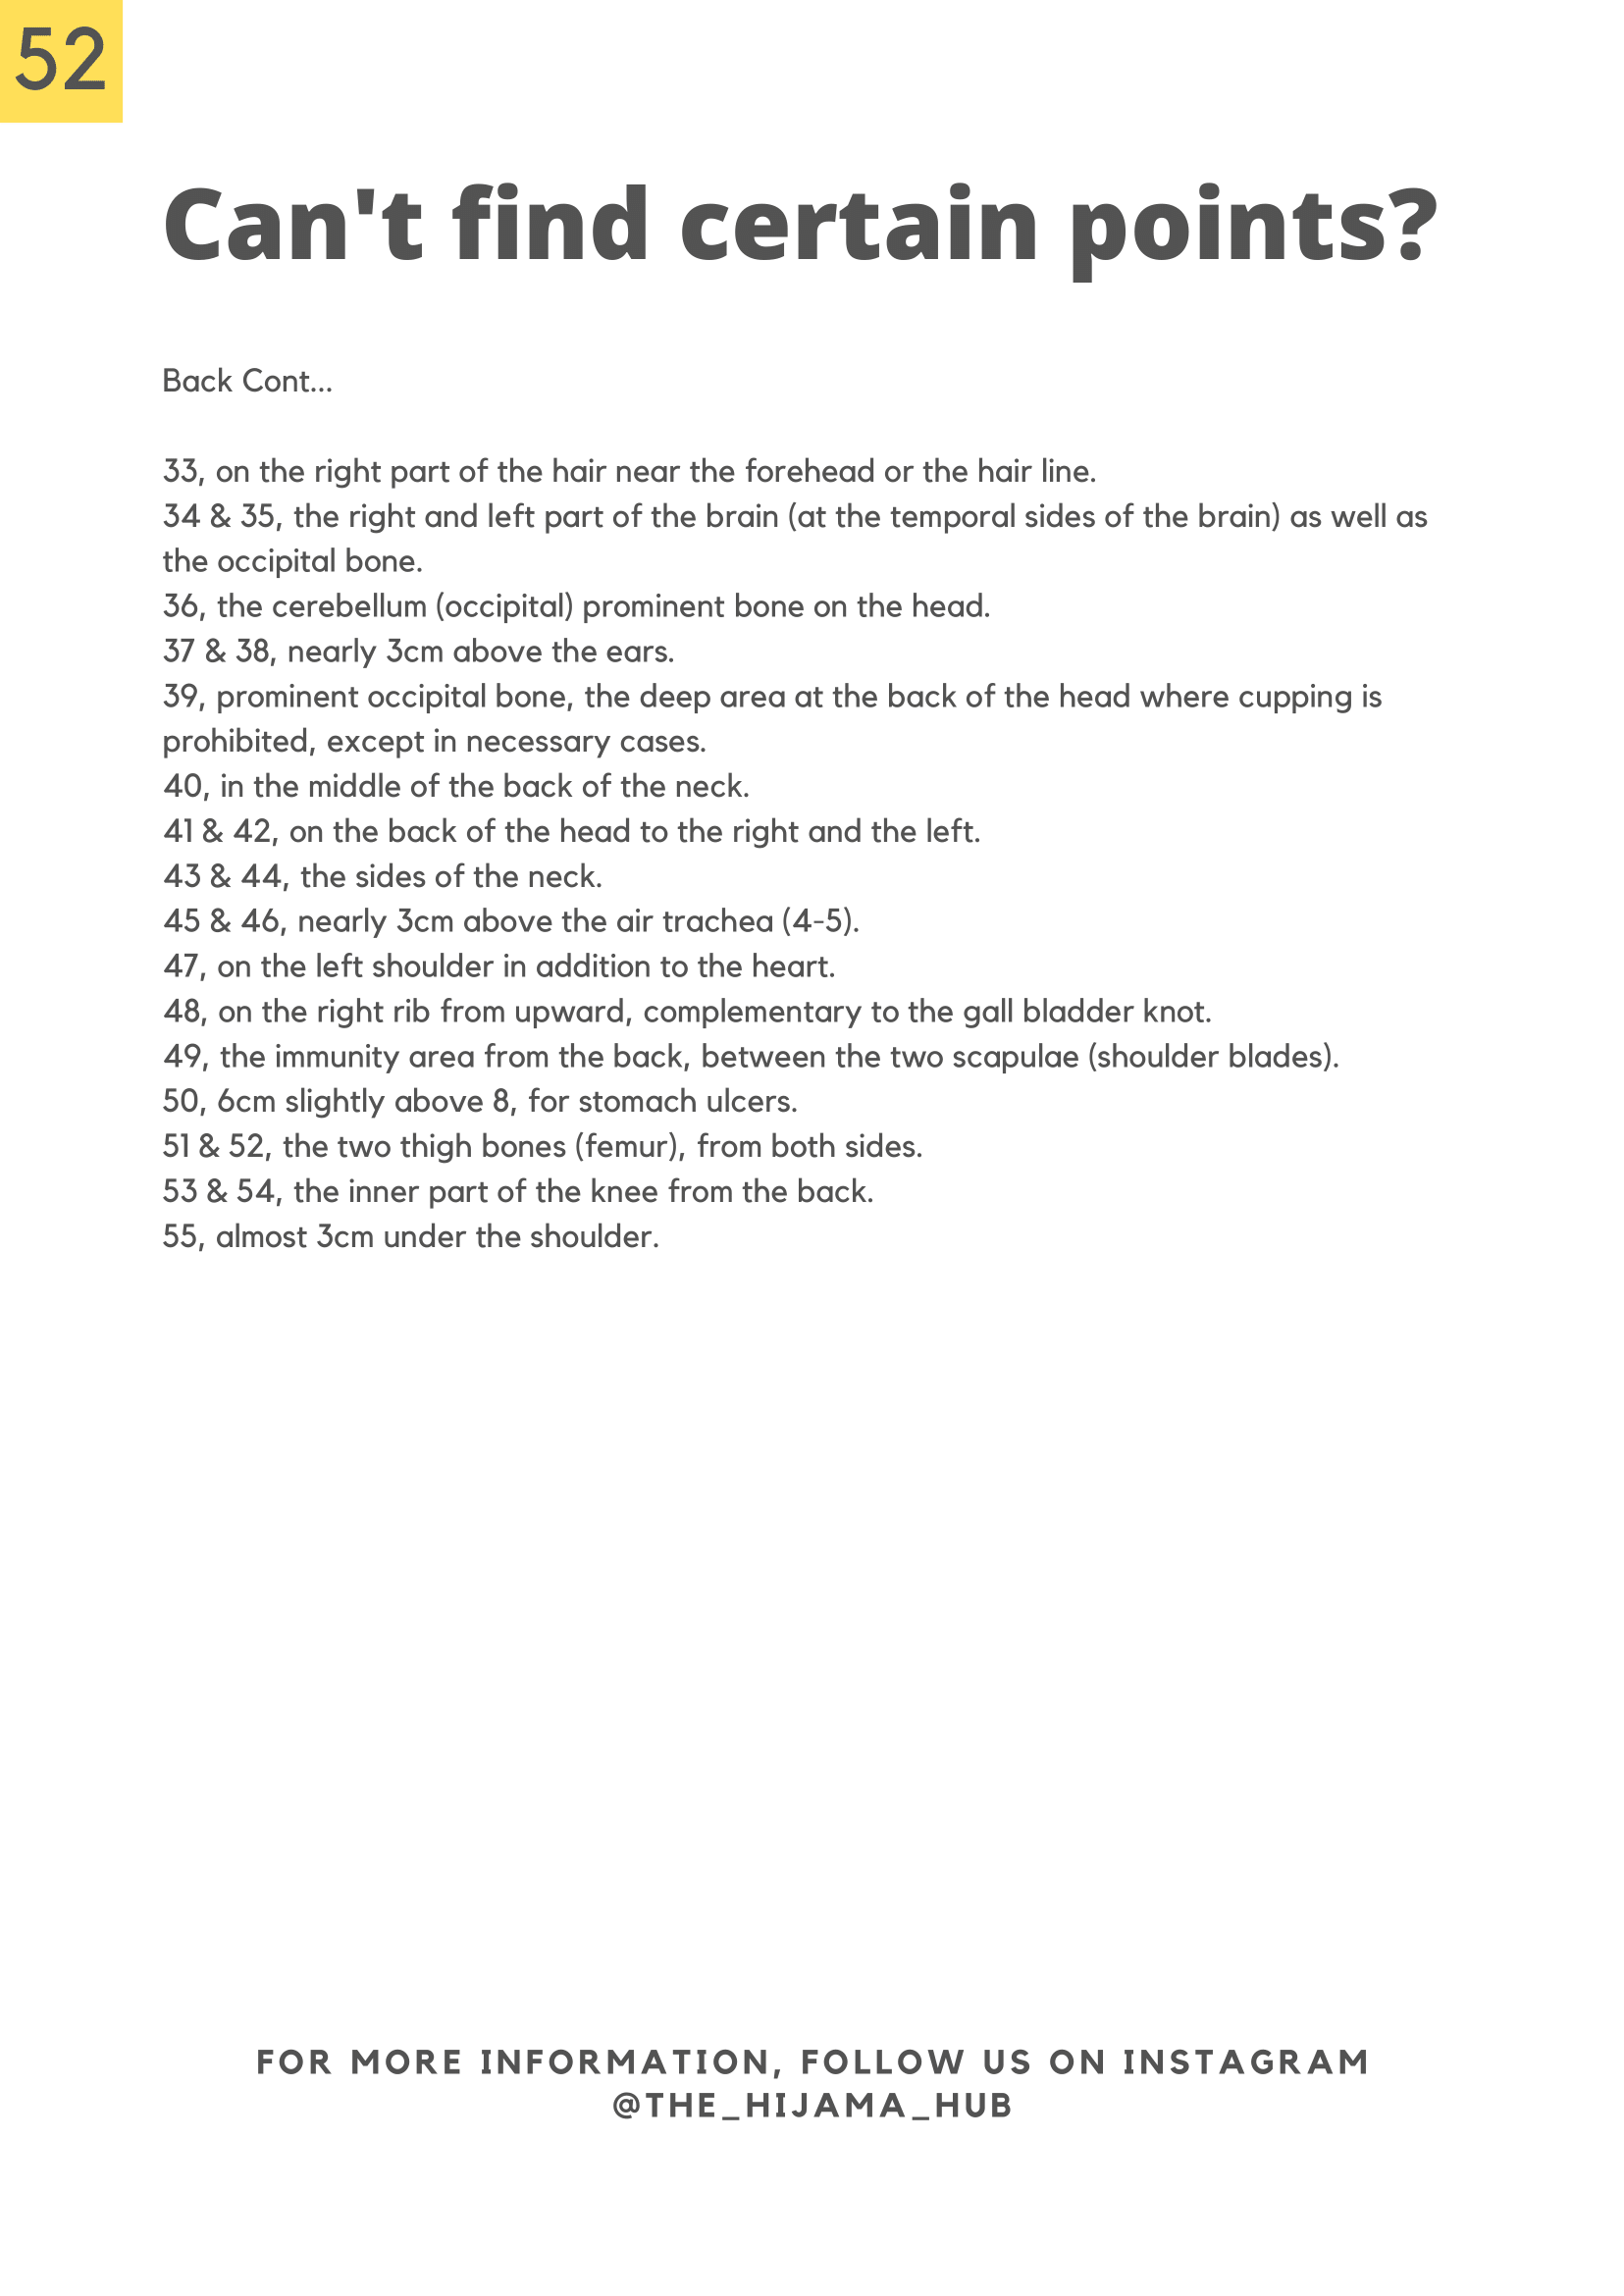 52
Can't find certain points?
Back Cont...
33, on the right part of the hair near the forehead or the hair line.
34 & 35, the right and left part of the brain (at the temporal sides of the brain) as well as
the occipital bone.
36, the cerebellum (occipital) prominent bone on the head.
37 & 38, nearly 3cm above the ears.
39, prominent occipital bone, the deep area at the back of the head where cupping is
prohibited, except in necessary cases.
40, in the middle of the back of the neck.
41 & 42, on the back of the head to the right and the left.
43 & 44, the sides of the neck.
45 & 46, nearly 3cm above the air trachea (4-5).
47, on the left shoulder in addition to the heart.
48, on the right rib from upward, complementary to the gall bladder knot.
49, the immunity area from the back, between the two scapulae (shoulder blades).
50, 6cm slightly above 8, for stomach ulcers.
51 & 52, the two thigh bones (femur), from both sides.
53 & 54, the inner part of the knee from the back.
55, almost 3cm under the shoulder.
FOR MORE INFORMATION, FOLLOW US ON INSTAGRAM
@THE_HIJAMA_HUB